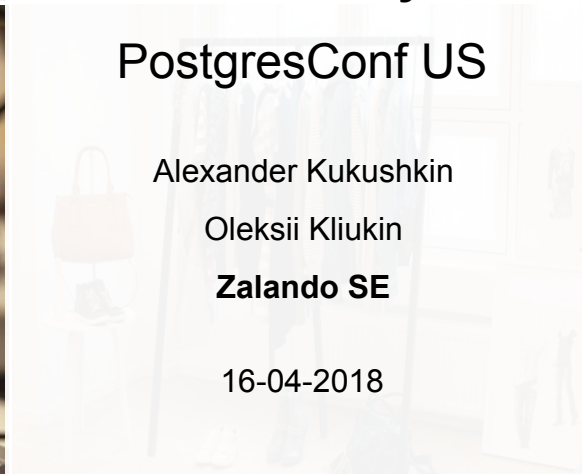 PostgresConf US
Alexander Kukushkin
Oleksii Kliukin
Zalando SE
16-04-2018